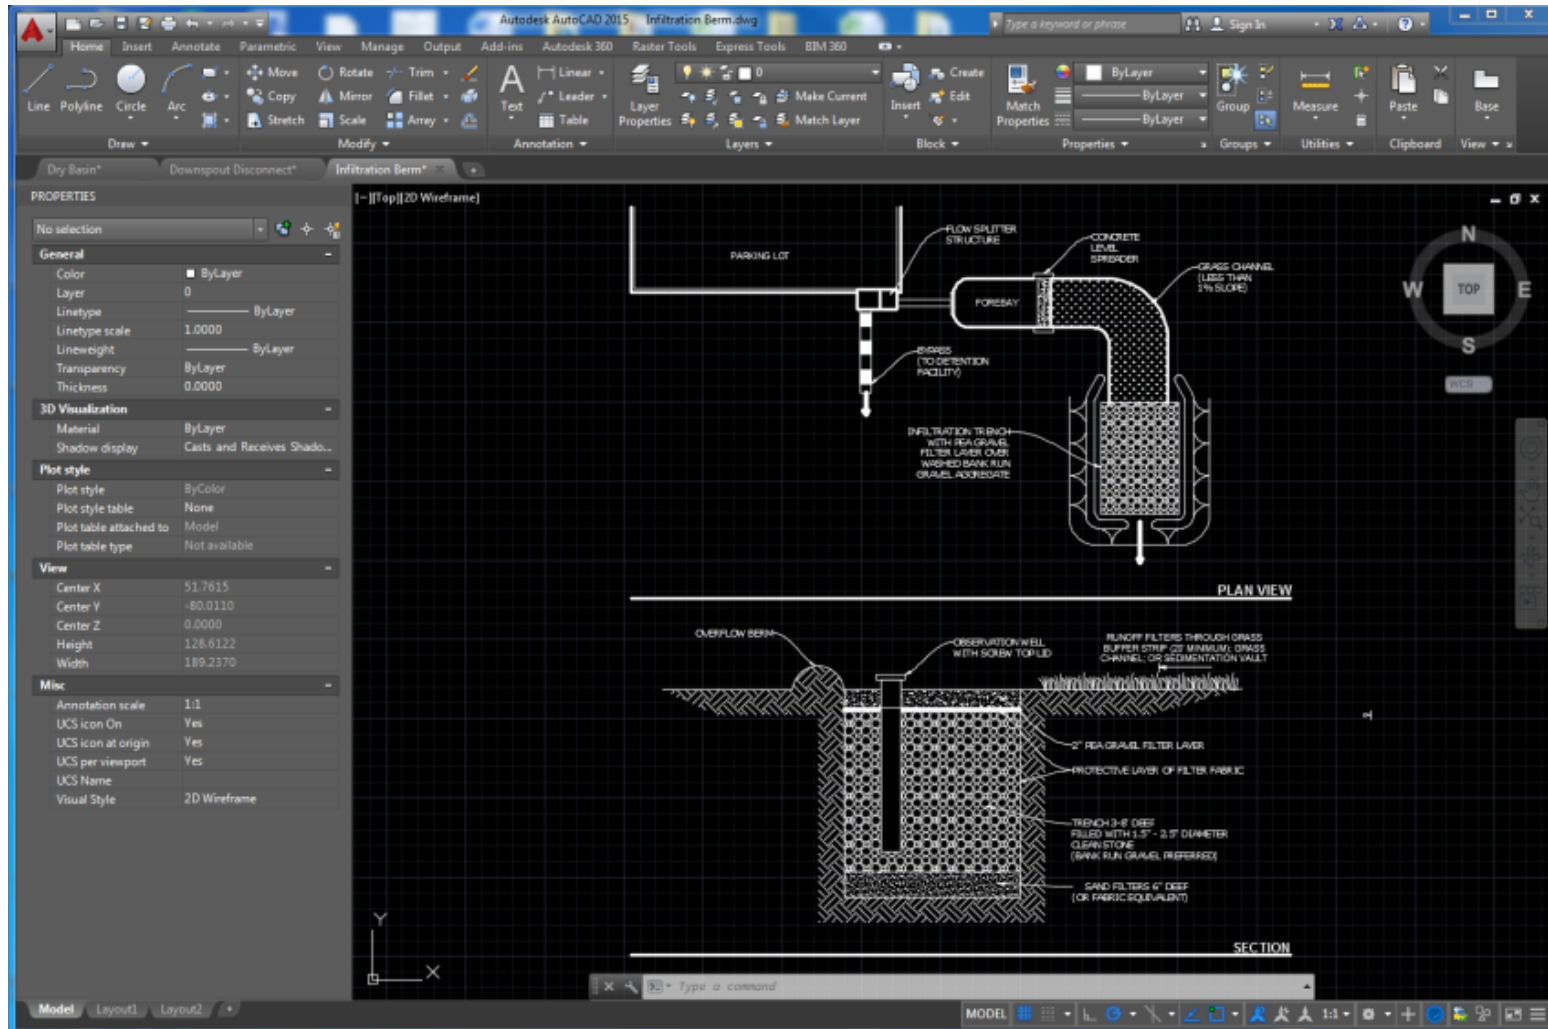 Autodesk AutoCAD 2015 Infiltration Berm.dwg
Type a keyword or phrase
Sign In
Home Insert Annotate Parametric View Manage Output Add-ins Autodesk 360 Raster Tools Express Tools BIM 360
Line Polyline Circle Arc
Move Rotate Trim
Copy Mirror Fillet
Stretch Scale Array
Text
Linear
Leader
Table
Layer
Properties
0
Make Current
Match Layer
Insert
Create
Edit
Match
Properties
ByLayer
ByLayer
ByLayer
Group
Measure
Paste
Base
Draw Modify Annotation Layers Block Properties Groups Utilities Clipboard View
Dry Basin* Downspout Disconnect* Infiltration Berm*
PROPERTIES
No selection
General
Color ByLayer
Layer 0
Linetype ByLayer
Linetype scale 1.0000
Lineweight ByLayer
Transparency ByLayer
Thickness 0.0000
3D Visualization
Material ByLayer
Shadow display Casts and Receives Shado...
Plot style
Plot style ByColor
Plot style table None
Plot table attached to Model
Plot table type Not available
View
Center X 51.7615
Center Y -80.0110
Center Z 0.0000
Height 128.6122
Width 189.2370
Misc
Annotation scale 1:1
UCS icon On Yes
UCS icon at origin Yes
UCS per viewport Yes
UCS Name
Visual Style 2D Wireframe
[-][Top][2D Wireframe]
N
W TOP E
S
WCS
PARKING LOT
FLOW SPLITTER
STRUCTURE
CONCRETE
LEVEL
SPREADER
GRASS CHANNEL
(LESS THAN
1% SLOPE)
FOREBAY
BYPASS
(TO DETENTION
FACILITY)
INFILTRATION TRENCH
WITH PEA GRAVEL
FILTER LAYER OVER
WASHED BANK RUN
GRAVEL AGGREGATE
PLAN VIEW
OVERFLOW BERM
OBSERVATION WELL
WITH SCREW TOP LID
RUNOFF FILTERS THROUGH GRASS
BUFFER STRIP (20' MINIMUM); GRASS
CHANNEL; OR SEDIMENTATION VAULT
2" PEA GRAVEL FILTER LAYER
PROTECTIVE LAYER OF FILTER FABRIC
TRENCH 3-8' DEEP
FILLED WITH 1.5" - 2.5" DIAMETER
CLEAN STONE
(BANK RUN GRAVEL PREFERRED)
SAND FILTERS 6" DEEP
(OR FABRIC EQUIVALENT)
SECTION
Y
X
Type a command
Model Layout1 Layout2
MODEL
1:1